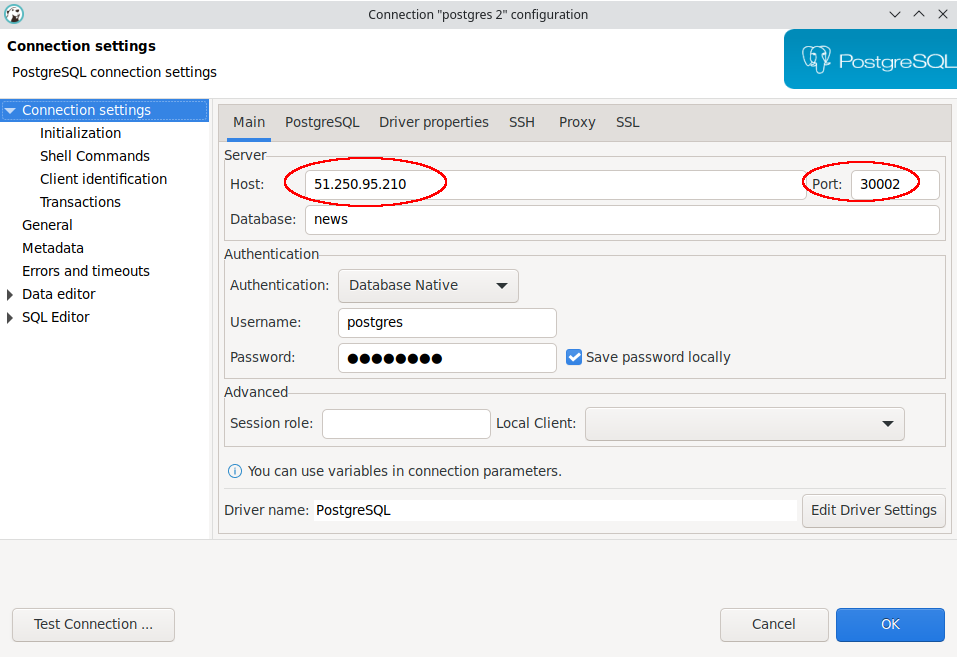 Connection "postgres 2" configuration
Connection settings
PostgreSQL connection settings
PostgreSQL
Connection settings
Initialization
Shell Commands
Client identification
Transactions
General
Metadata
Errors and timeouts
Data editor
SQL Editor
Main PostgreSQL Driver properties SSH Proxy SSL
Server
Host: 51.250.95.210 Port: 30002
Database: news
Authentication
Authentication: Database Native
Username: postgres
Password: ●●●●●●●● Save password locally
Advanced
Session role: Local Client:
You can use variables in connection parameters.
Driver name: PostgreSQL Edit Driver Settings
Test Connection ... Cancel OK